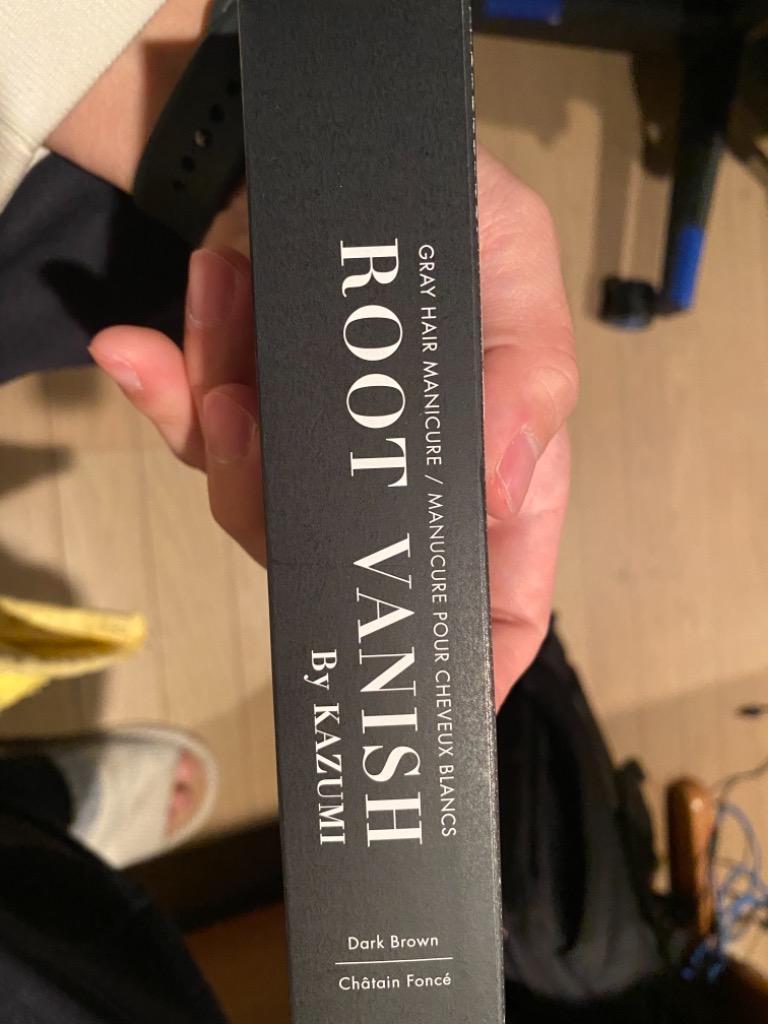 GRAY HAIR MANICURE / MANUCURE POUR CHEVEUX BLANCS
ROOT VANISH
By KAZUMI
Dark Brown
Châtain Foncé